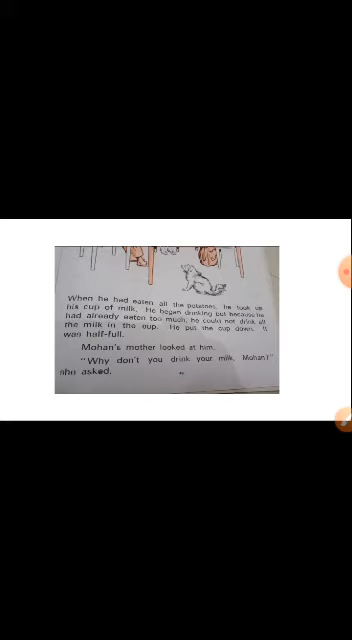 When he had eaten all the potatoes, he took up
his cup of milk. He began drinking but because he
had already eaten too much, he could not drink all
the milk in the cup. He put the cup down. It
was half-full.
Mohan's mother looked at him.
"Why don't you drink your milk, Mohan?"
she asked.